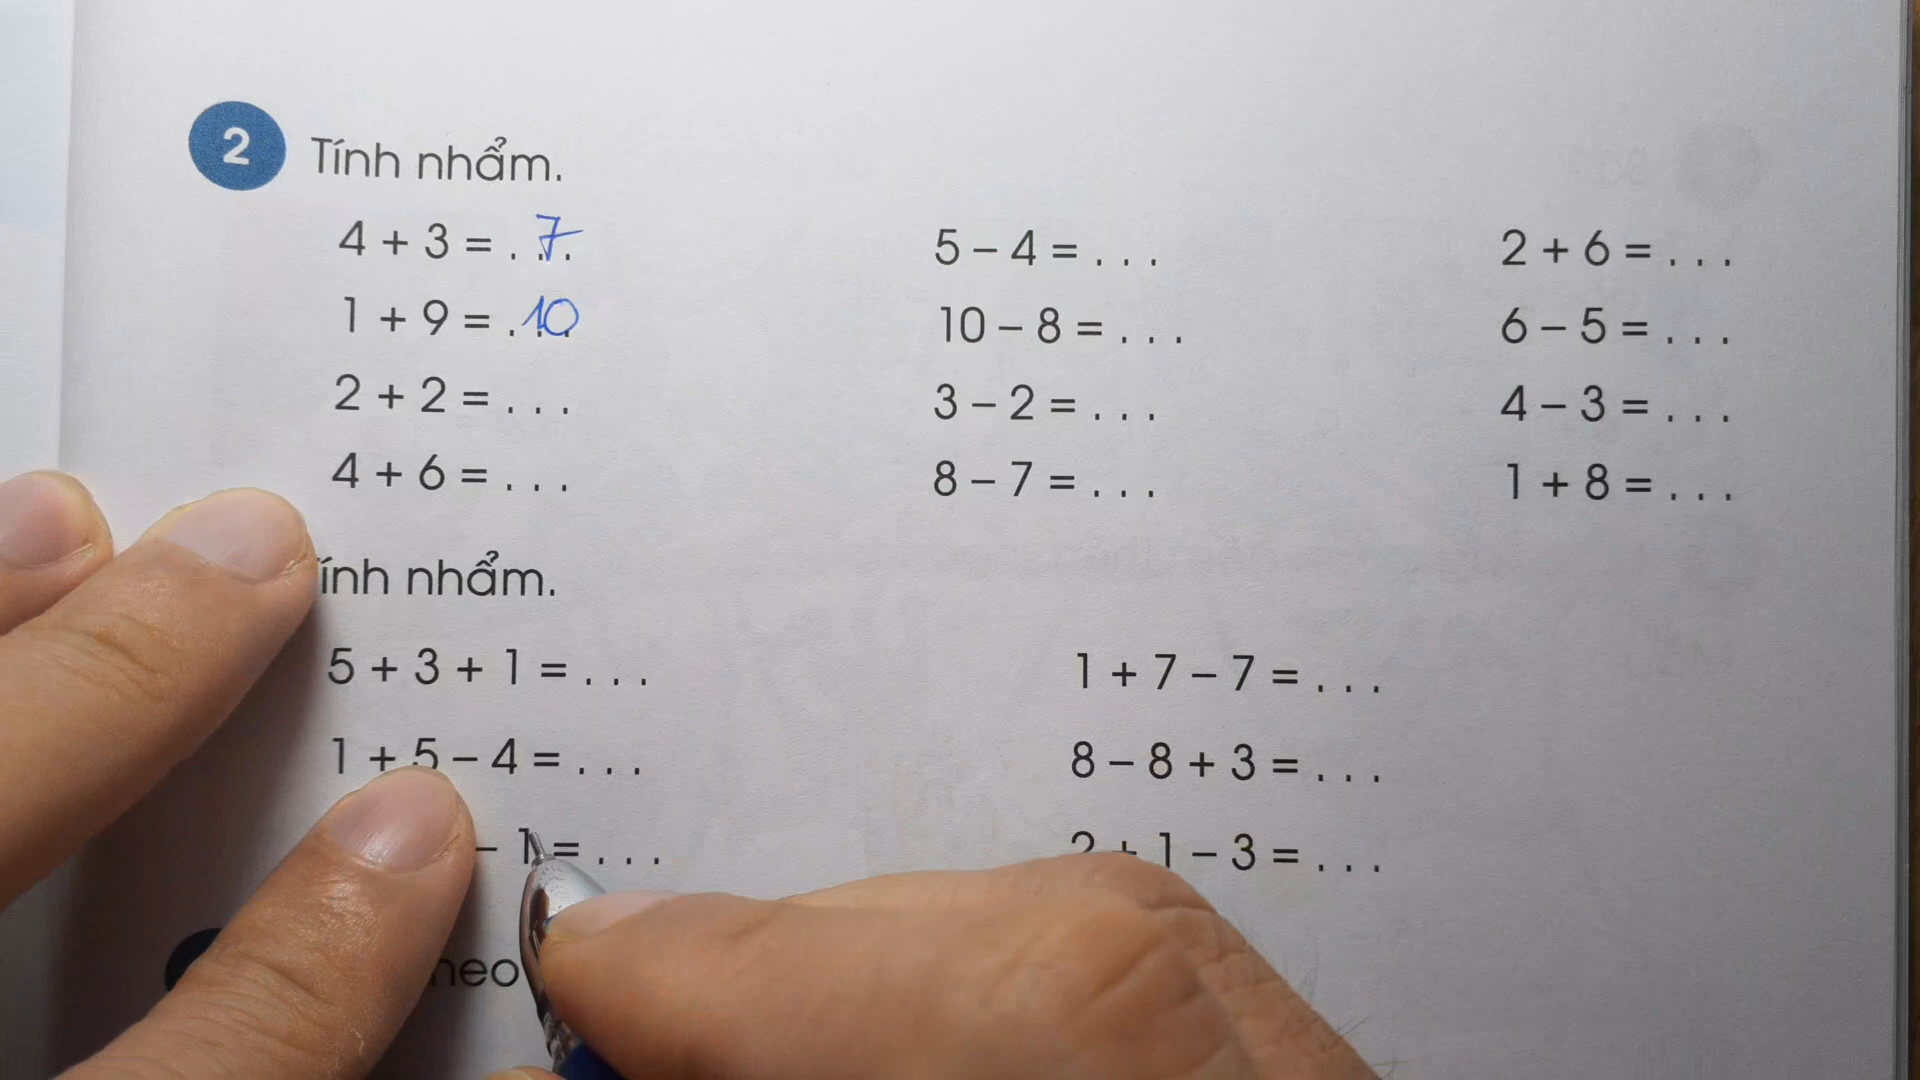 2 Tính nhẩm.
4 + 3 = . 7 . 5 – 4 = . . . 2 + 6 = . . .
1 + 9 = . 10 . 10 – 8 = . . . 6 – 5 = . . .
2 + 2 = . . . 3 – 2 = . . . 4 – 3 = . . .
4 + 6 = . . . 8 – 7 = . . . 1 + 8 = . . .
Tính nhẩm.
5 + 3 + 1 = . . . 1 + 7 – 7 = . . .
1 + 5 – 4 = . . . 8 – 8 + 3 = . . .
– 1 = . . . 2 + 1 – 3 = . . .